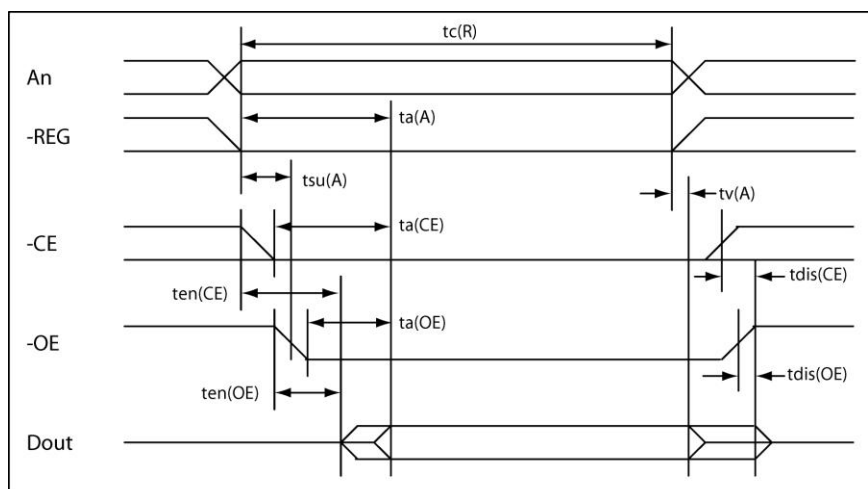 tc(R)
An
ta(A)
-REG
tsu(A)
tv(A)
ta(CE)
-CE
tdis(CE)
ten(CE)
ta(OE)
-OE
tdis(OE)
ten(OE)
Dout